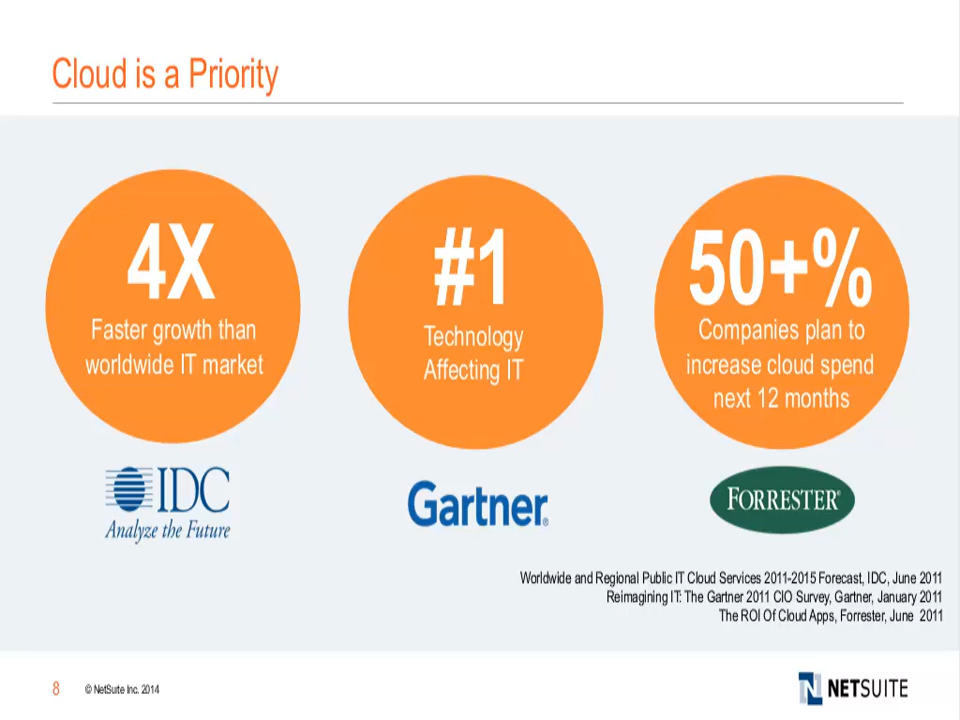 Cloud is a Priority
4X
Faster growth than
worldwide IT market
#1
Technology
Affecting IT
50+%
Companies plan to
increase cloud spend
next 12 months
IDC
Analyze the Future
Gartner®
FORRESTER®
Worldwide and Regional Public IT Cloud Services 2011-2015 Forecast, IDC, June 2011
Reimagining IT: The Gartner 2011 CIO Survey, Gartner, January 2011
The ROI Of Cloud Apps, Forrester, June 2011
8 © NetSuite Inc. 2014
N NETSUITE